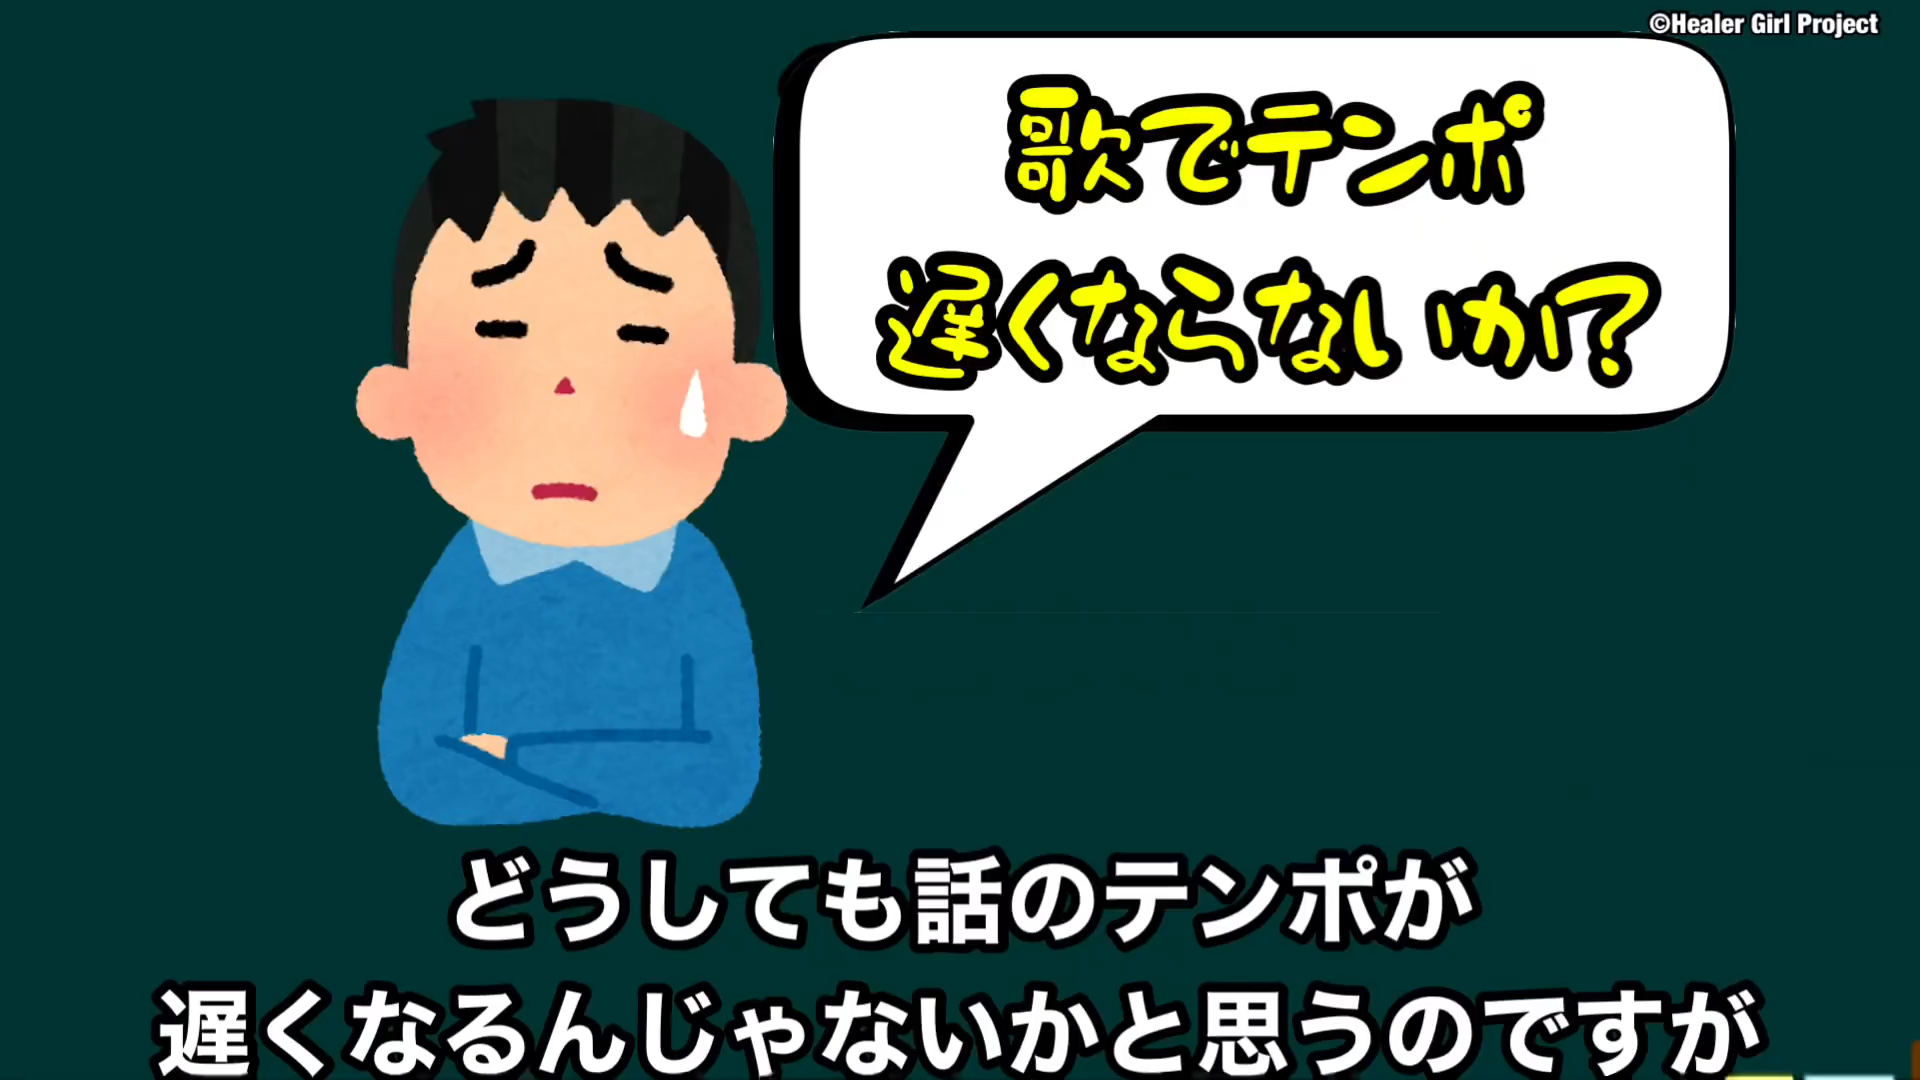 ©Healer Girl Project
歌でテンポ
遅くならないか？
どうしても話のテンポが
遅くなるんじゃないかと思うのですが